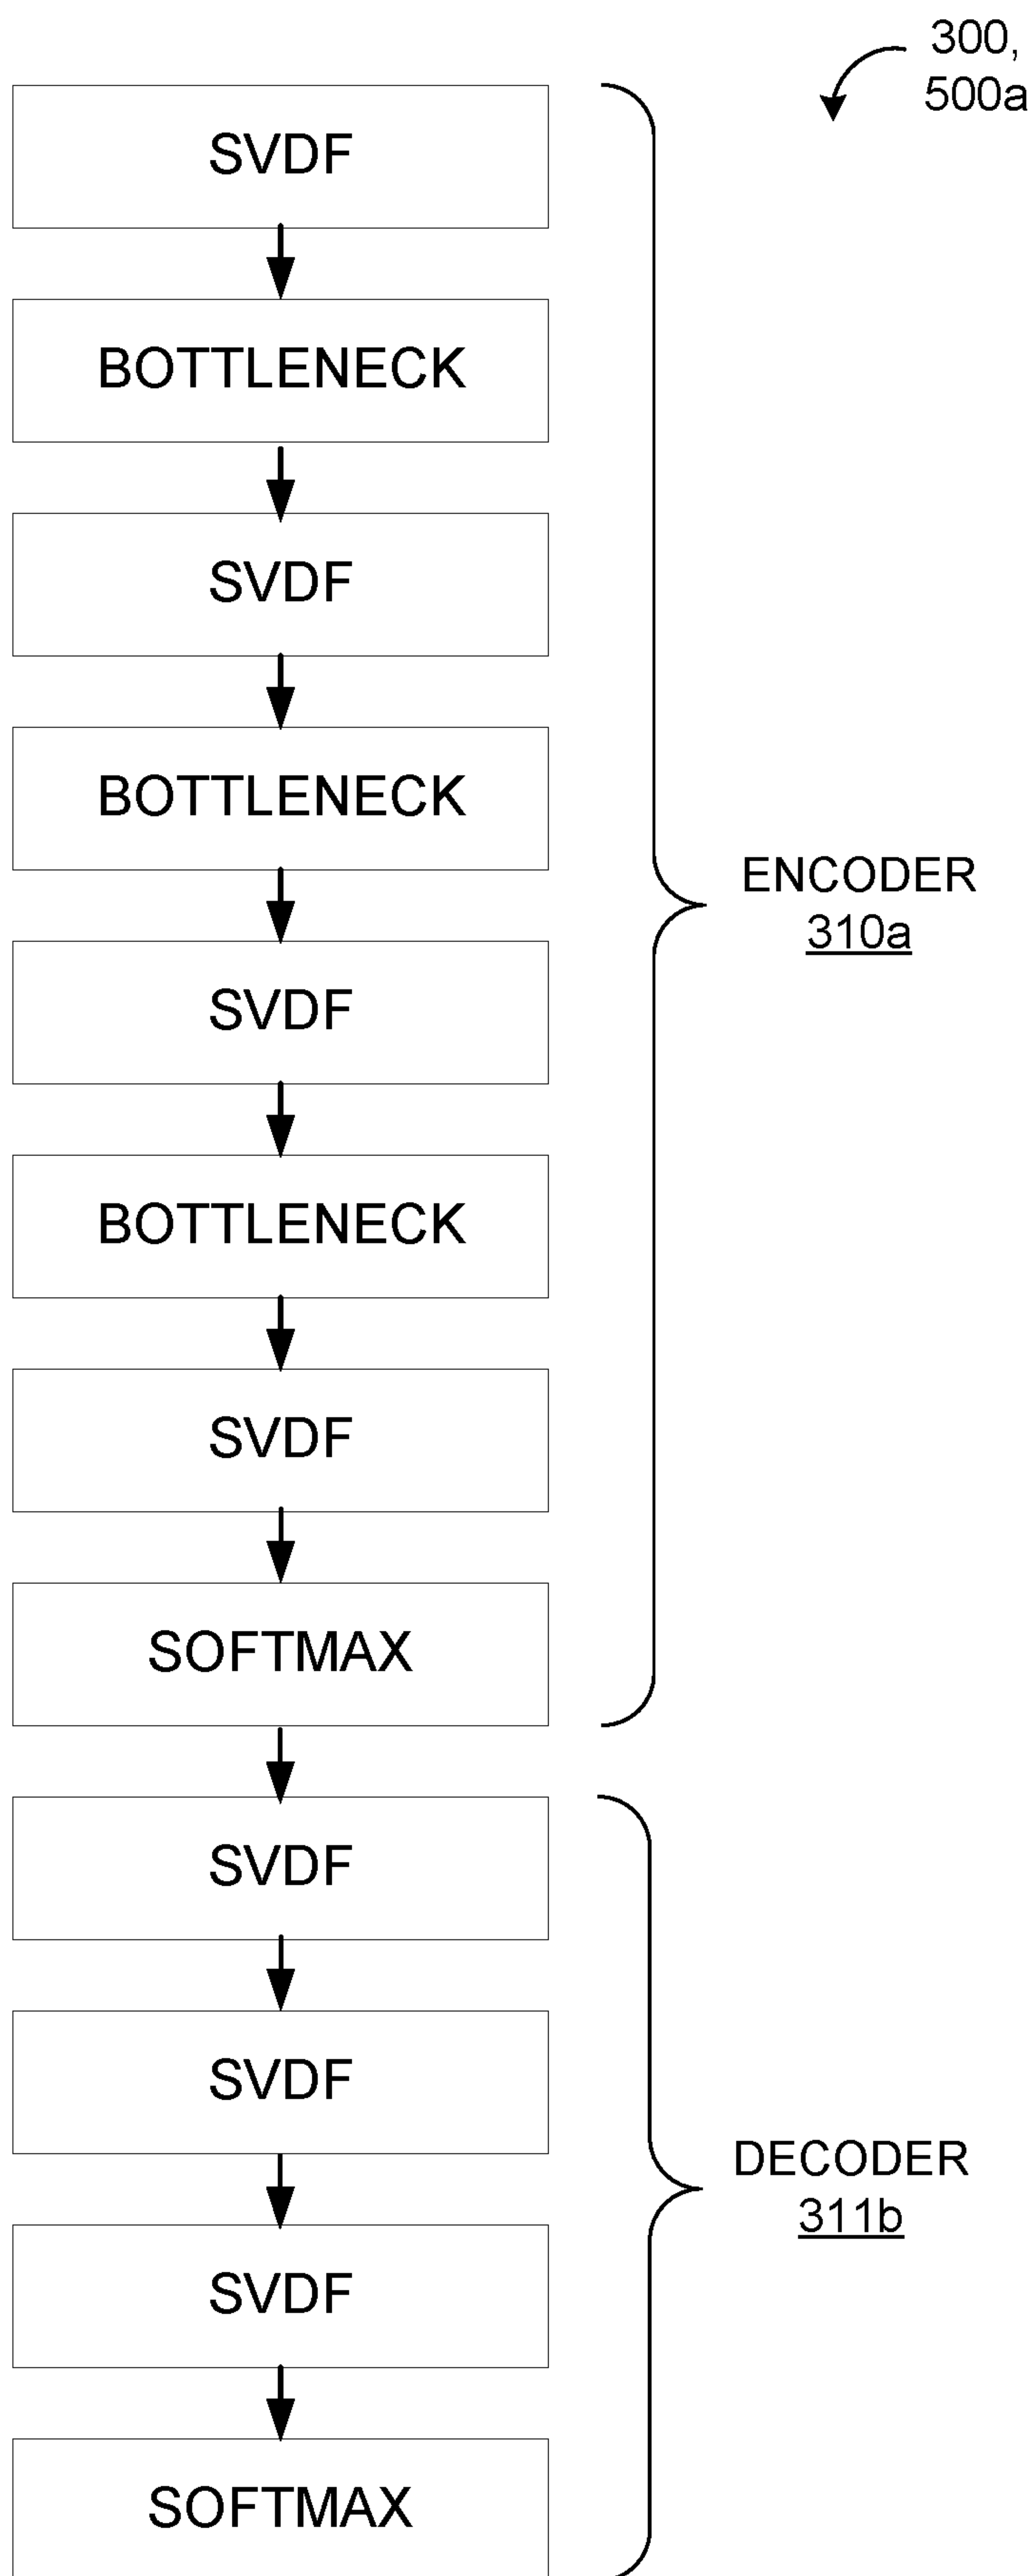 300,
500a
SVDF
BOTTLENECK
SVDF
BOTTLENECK
ENCODER
310a
SVDF
BOTTLENECK
SVDF
SOFTMAX
SVDF
SVDF
DECODER
311b
SVDF
SOFTMAX